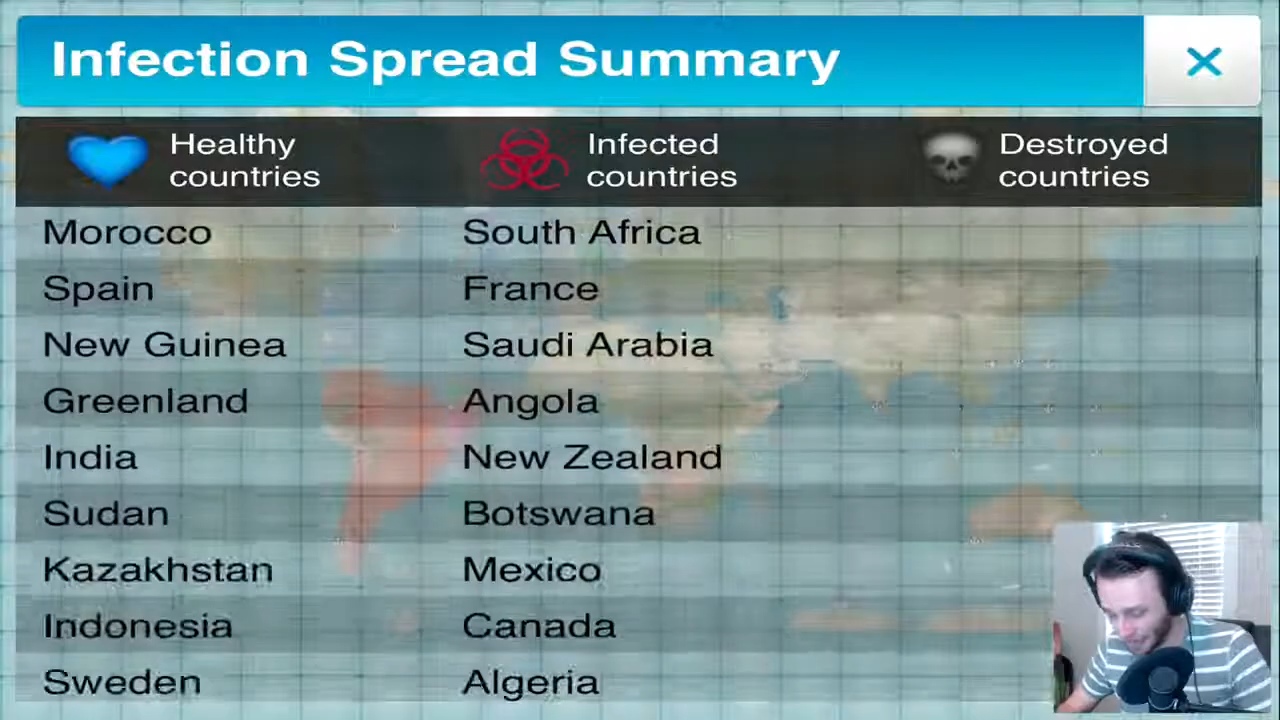 Infection Spread Summary
Healthy countries
Infected countries
Destroyed countries
Morocco South Africa
Spain France
New Guinea Saudi Arabia
Greenland Angola
India New Zealand
Sudan Botswana
Kazakhstan Mexico
Indonesia Canada
Sweden Algeria